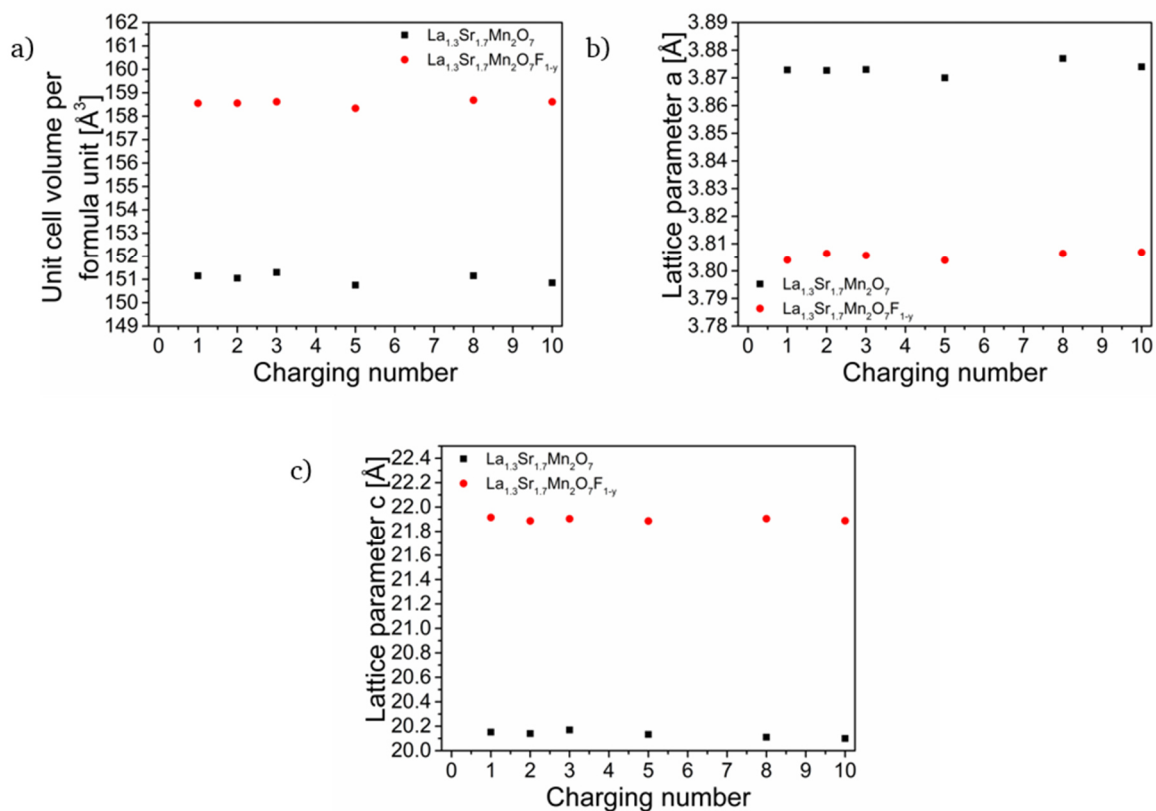 a)
Unit cell volume per
formula unit [Å³]
162
161
160
159
158
157
156
155
154
153
152
151
150
149
La₁.₃Sr₁.₇Mn₂O₇
La₁.₃Sr₁.₇Mn₂O₇F₁₋y
0 1 2 3 4 5 6 7 8 9 10
Charging number
b)
Lattice parameter a [Å]
3.89
3.88
3.87
3.86
3.85
3.84
3.83
3.82
3.81
3.80
3.79
3.78
La₁.₃Sr₁.₇Mn₂O₇
La₁.₃Sr₁.₇Mn₂O₇F₁₋y
0 1 2 3 4 5 6 7 8 9 10
Charging number
c)
Lattice parameter c [Å]
22.4
22.2
22.0
21.8
21.6
21.4
21.2
21.0
20.8
20.6
20.4
20.2
20.0
La₁.₃Sr₁.₇Mn₂O₇
La₁.₃Sr₁.₇Mn₂O₇F₁₋y
0 1 2 3 4 5 6 7 8 9 10
Charging number